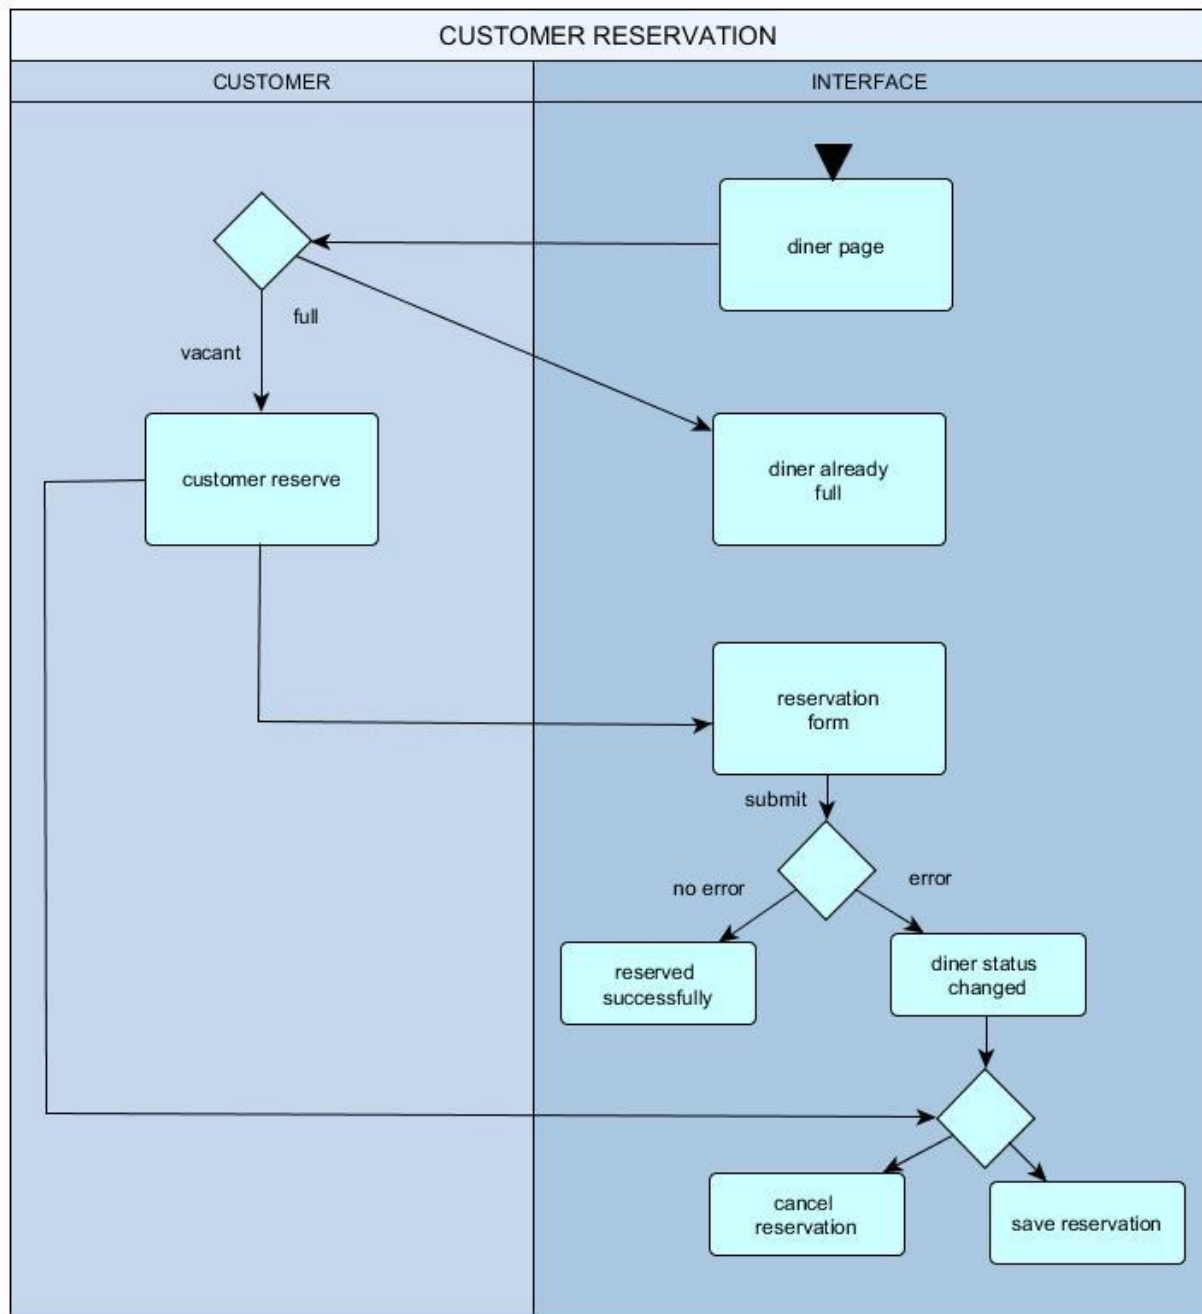 CUSTOMER RESERVATION
CUSTOMER
INTERFACE
diner page
full
vacant
customer reserve
diner already
full
reservation
form
submit
no error
error
reserved
successfully
diner status
changed
cancel
reservation
save reservation